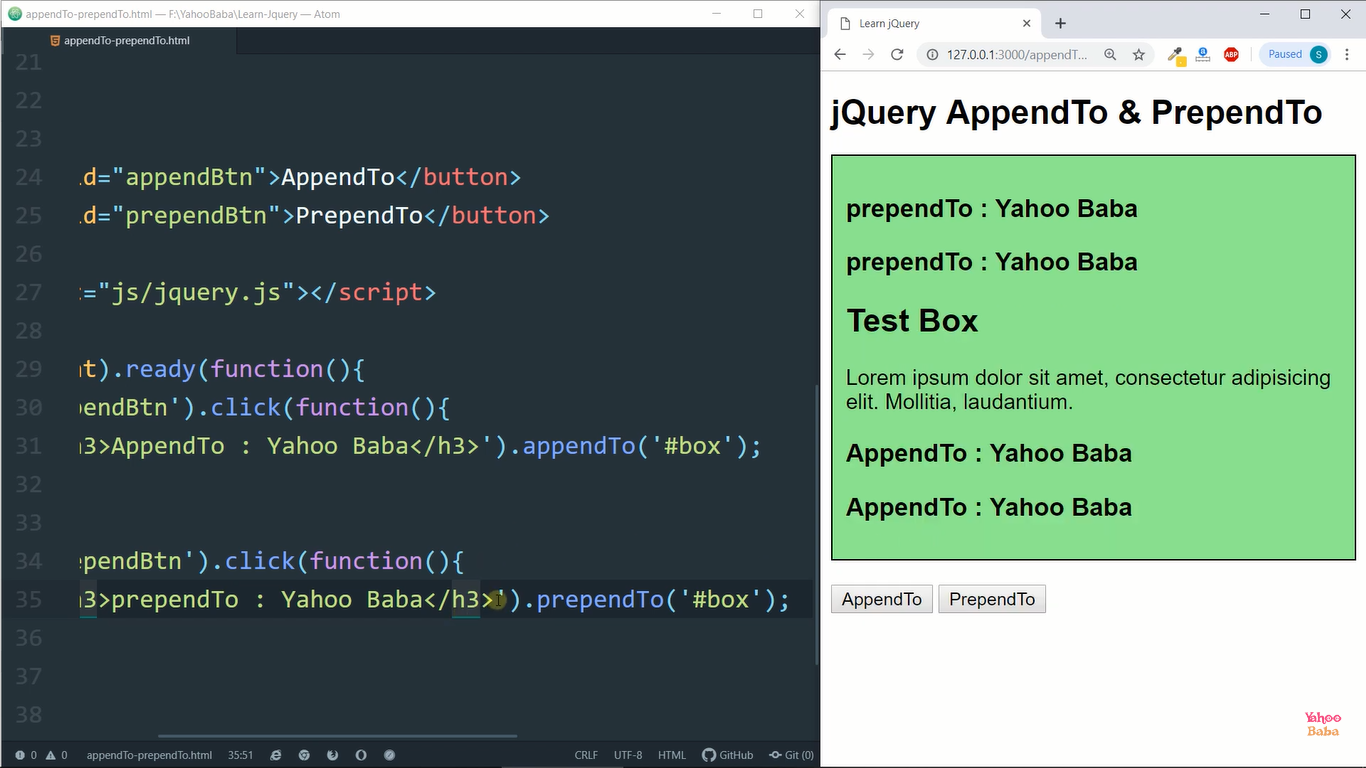 appendTo-prependTo.html — F:\YahooBaba\Learn-Jquery — Atom
appendTo-prependTo.html
21
22
23
24 d="appendBtn">AppendTo</button>
25 d="prependBtn">PrependTo</button>
26
27 ="js/jquery.js"></script>
28
29 t).ready(function(){
30 endBtn').click(function(){
31 3>AppendTo : Yahoo Baba</h3>').appendTo('#box');
32
33
34 pendBtn').click(function(){
35 3>prependTo : Yahoo Baba</h3>').prependTo('#box');
36
37
38
0 0 appendTo-prependTo.html 35:51 CRLF UTF-8 HTML GitHub Git (0)
Learn jQuery
127.0.0.1:3000/appendT... ABP Paused S
jQuery AppendTo & PrependTo
prependTo : Yahoo Baba
prependTo : Yahoo Baba
Test Box
Lorem ipsum dolor sit amet, consectetur adipisicing
elit. Mollitia, laudantium.
AppendTo : Yahoo Baba
AppendTo : Yahoo Baba
AppendTo PrependTo
Yahoo
Baba